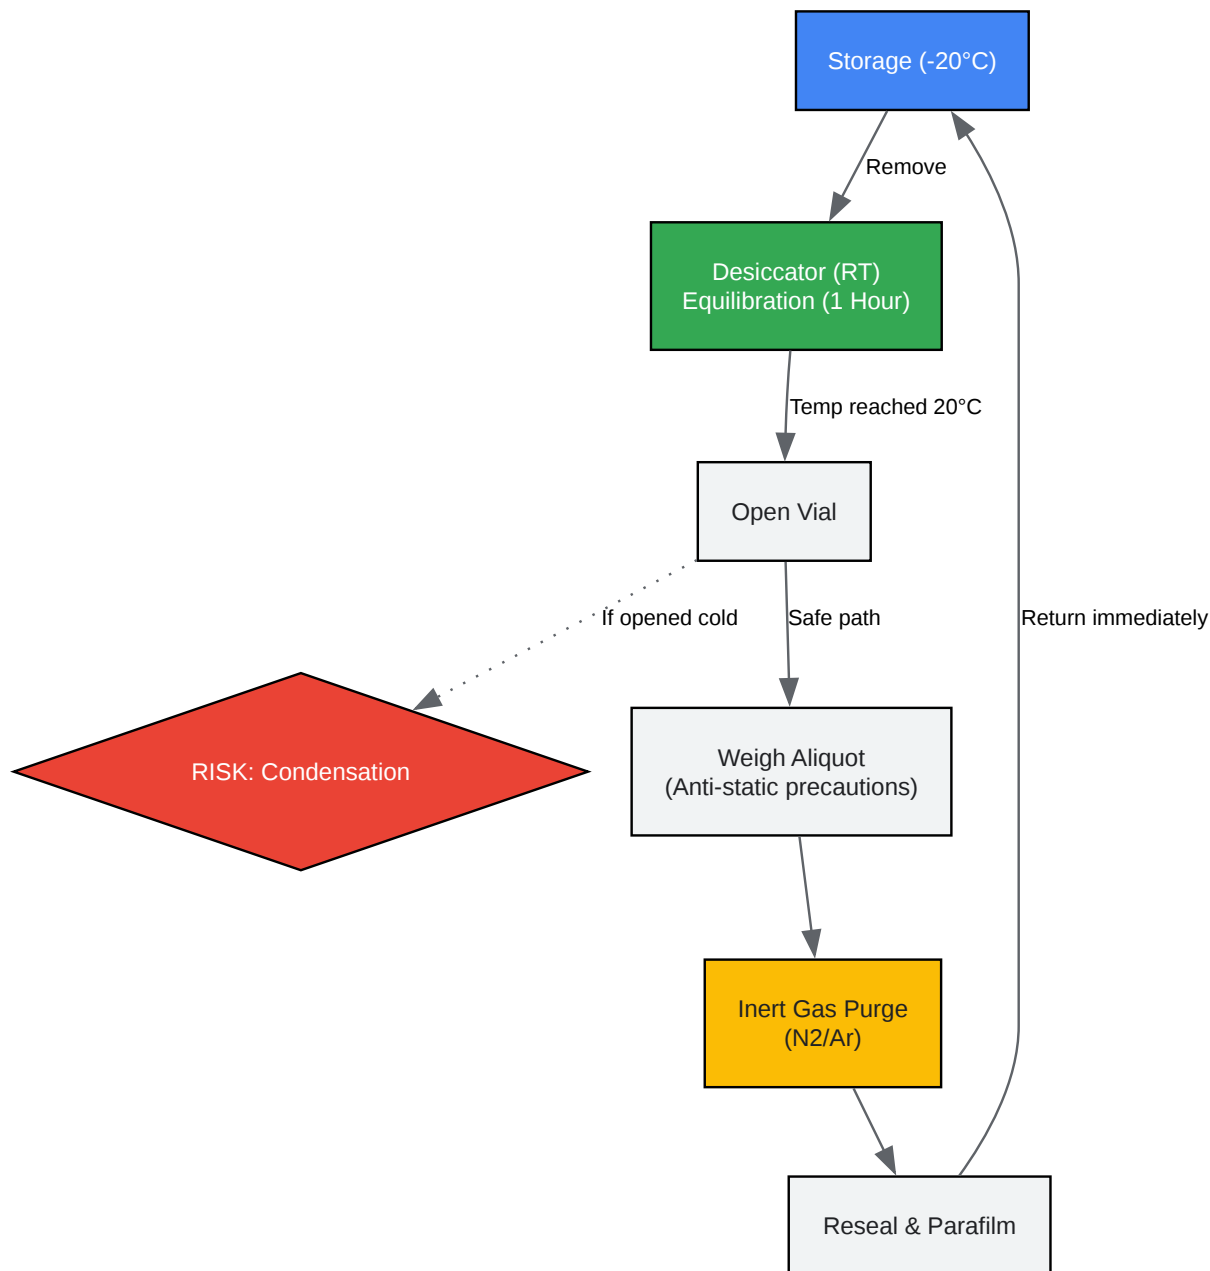 Storage (-20°C)
Remove
Desiccator (RT)
Equilibration (1 Hour)
Temp reached 20°C
Open Vial
If opened cold
Safe path
Return immediately
RISK: Condensation
Weigh Aliquot
(Anti-static precautions)
Inert Gas Purge
(N2/Ar)
Reseal & Parafilm